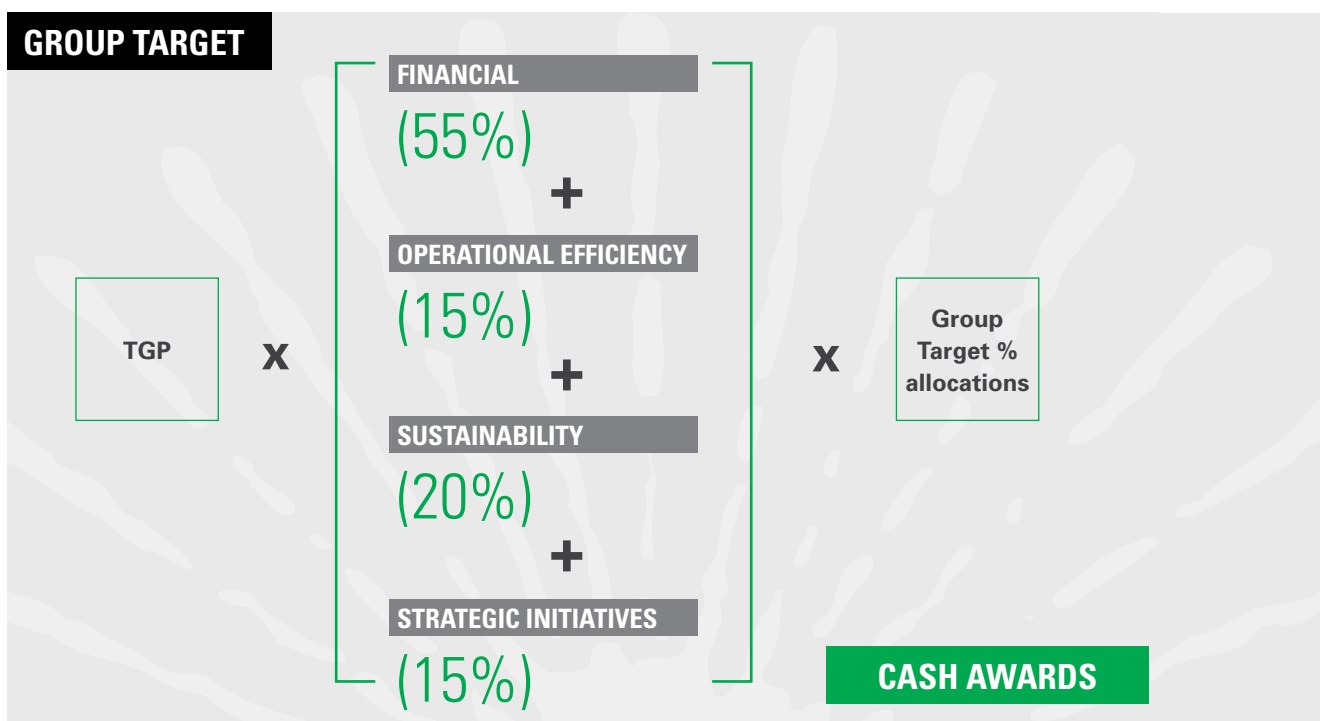 GROUP TARGET
TGP
x
FINANCIAL
(55%)
+
OPERATIONAL EFFICIENCY
(15%)
+
SUSTAINABILITY
(20%)
+
STRATEGIC INITIATIVES
(15%)
x
Group
Target %
allocations
CASH AWARDS